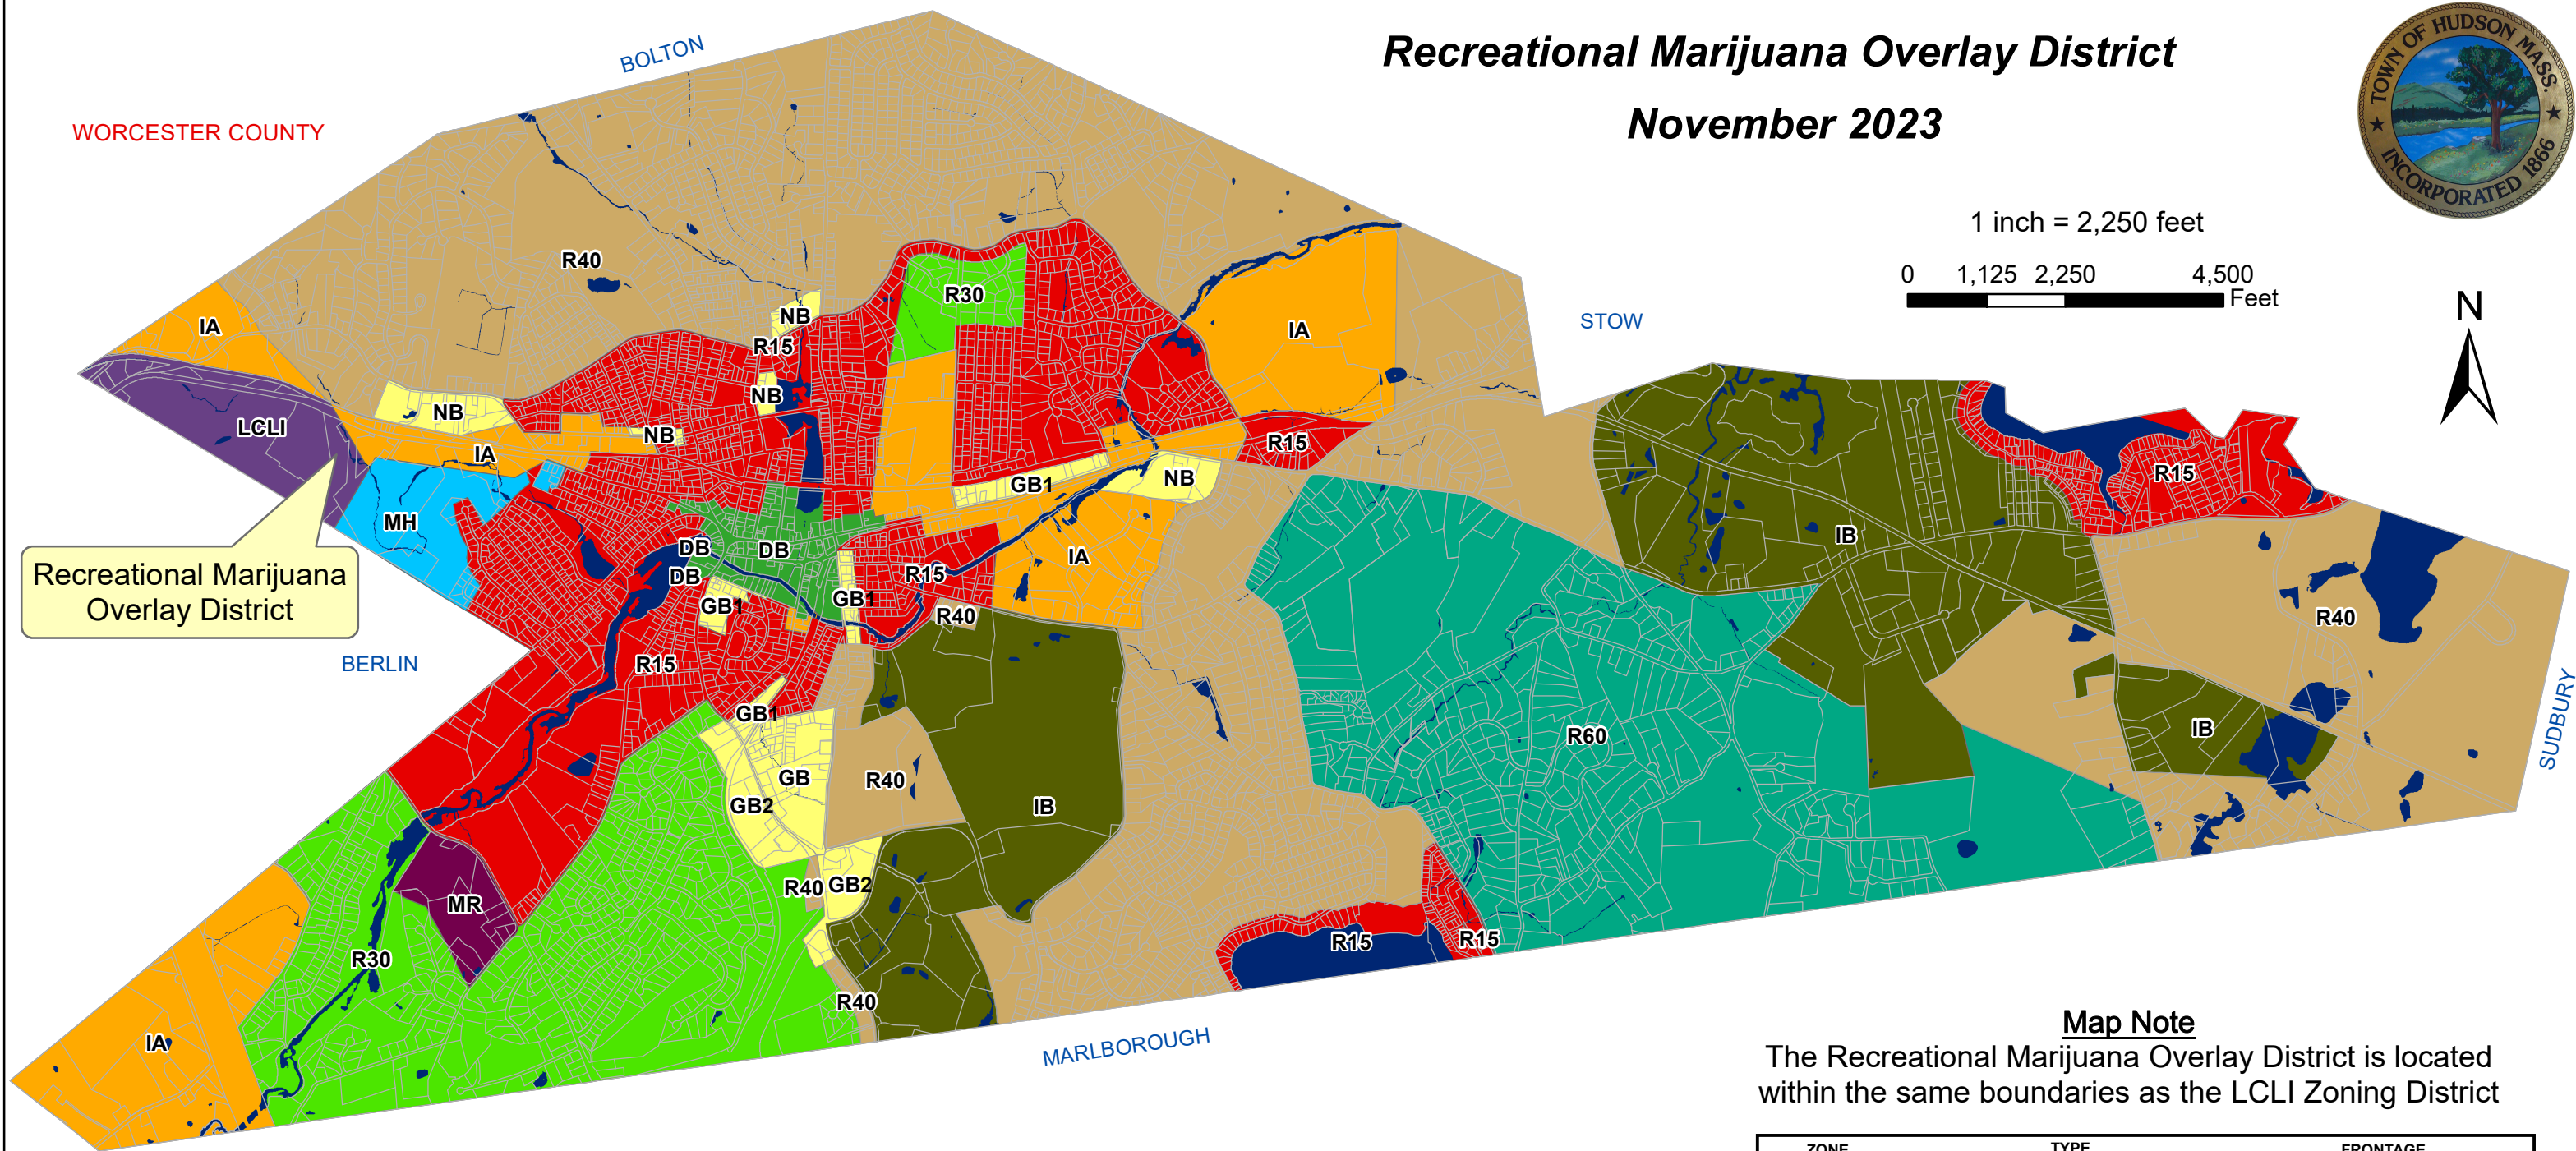 Recreational Marijuana Overlay District
November 2023
TOWN OF HUDSON MASS.
INCORPORATED 1866
1 inch = 2,250 feet
0 1,125 2,250 4,500
Feet
N
BOLTON
WORCESTER COUNTY
STOW
BERLIN
MARLBOROUGH
SUDBURY
R40
IA
LCLI
NB
IA
NB
R15
NB
NB
R30
IA
R15
GB1
NB
MH
DB
DB
DB
GB1
GB1
R15
IA
R40
R15
GB1
GB
GB2
R40
IB
R40
GB2
R40
MR
R30
IA
R15
R15
R60
IB
R15
R40
IB
Recreational Marijuana
Overlay District
Map Note
The Recreational Marijuana Overlay District is located
within the same boundaries as the LCLI Zoning District
ZONE TYPE FRONTAGE